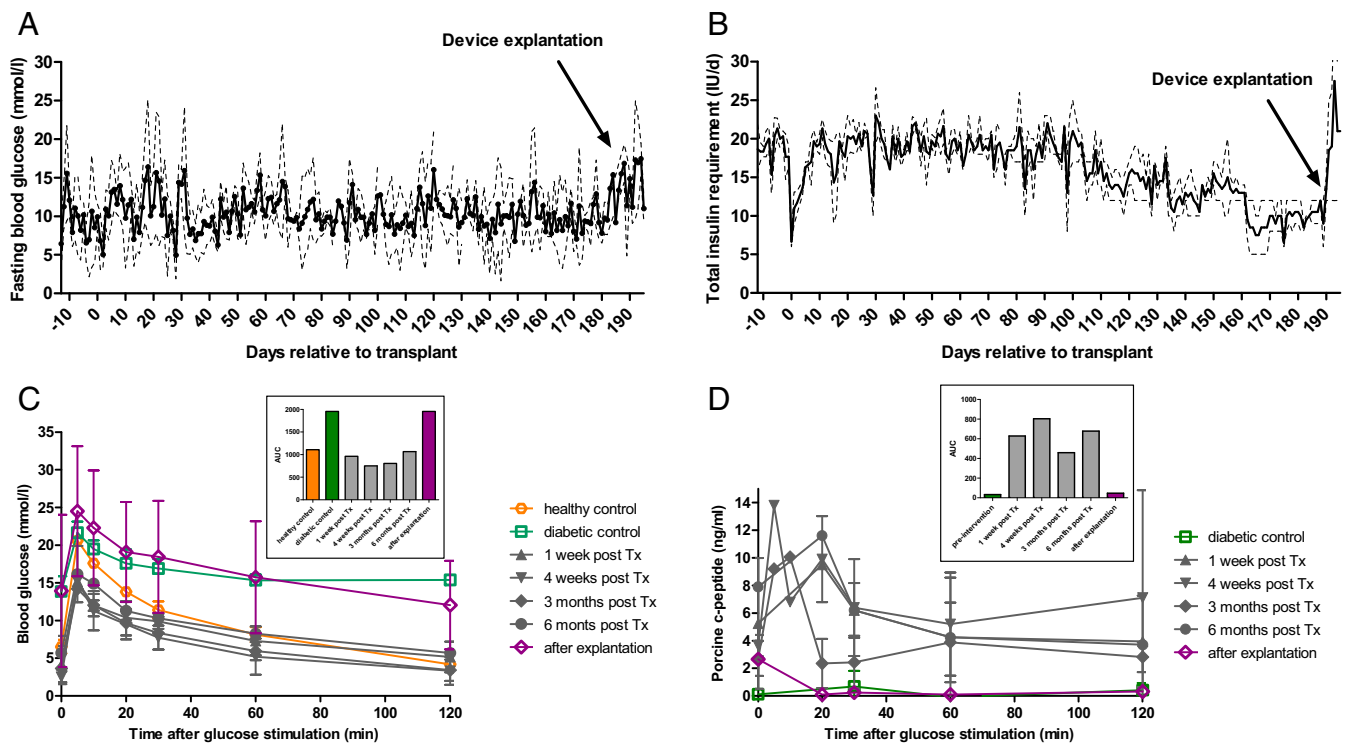 A
Device explantation
Fasting blood glucose (mmol/l)
30
25
20
15
10
5
0
-10 0 10 20 30 40 50 60 70 80 90 100 110 120 130 140 150 160 170 180 190
Days relative to transplant
B
Device explantation
Total insulin requirement (IU/d)
30
25
20
15
10
5
0
-10 0 10 20 30 40 50 60 70 80 90 100 110 120 130 140 150 160 170 180 190
Days relative to transplant
C
Blood glucose (mmol/l)
35
30
25
20
15
10
5
0
0 20 40 60 80 100 120
Time after glucose stimulation (min)
AUC
2000
1500
1000
500
0
healthy control
diabetic control
1 week post Tx
4 weeks post Tx
3 months post Tx
6 months post Tx
after explantation
healthy control
diabetic control
1 week post Tx
4 weeks post Tx
3 months post Tx
6 monts post Tx
after explantation
D
Porcine c-peptide (ng/ml)
14
12
10
8
6
4
2
0
0 20 40 60 80 100 120
Time after glucose stimulation (min)
AUC
1000
800
600
400
200
0
pre-intervention
1 week post Tx
4 weeks post Tx
3 months post Tx
6 months post Tx
after explantation
diabetic control
1 week post Tx
4 weeks post Tx
3 months post Tx
6 months post Tx
after explantation